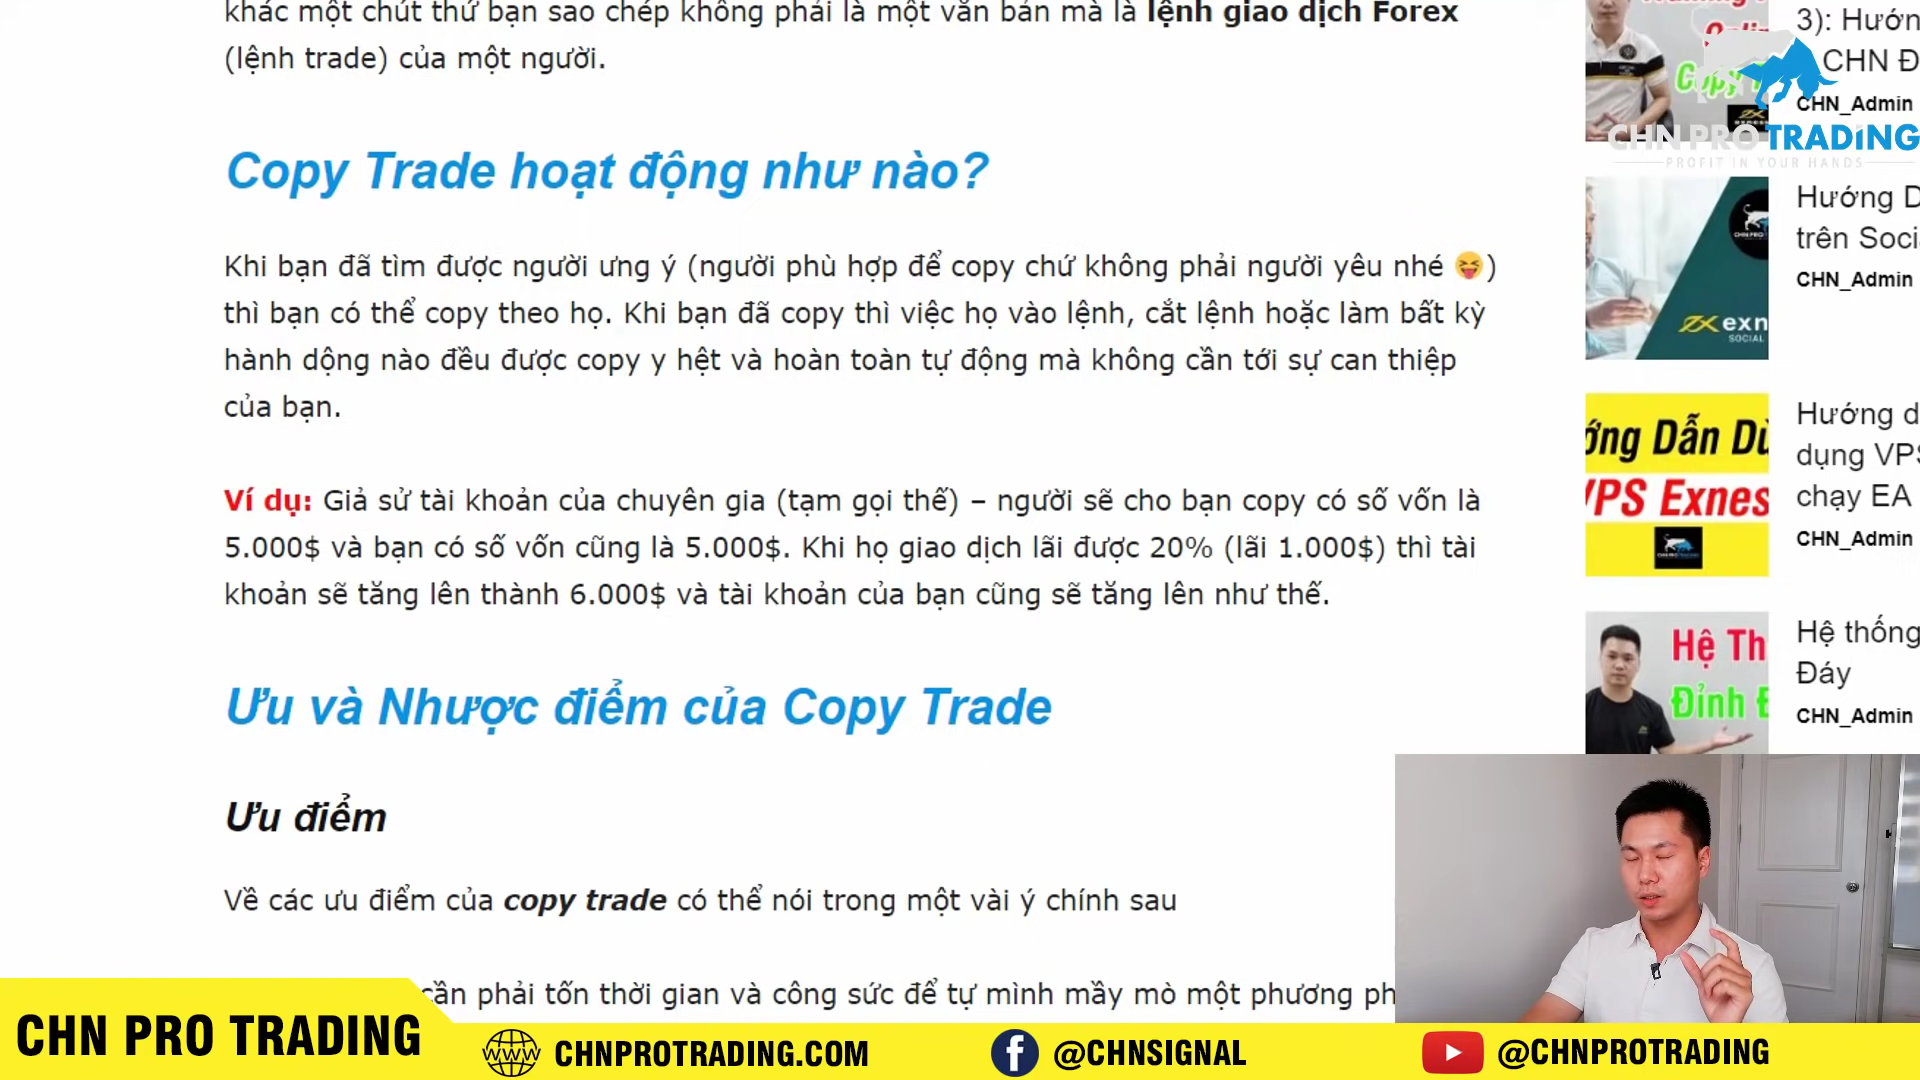 khác một chút thứ bạn sao chép không phải là một văn bản mà là lệnh giao dịch Forex
(lệnh trade) của một người.
Copy Trade hoạt động như nào?
Khi bạn đã tìm được người ưng ý (người phù hợp để copy chứ không phải người yêu nhé 😝)
thì bạn có thể copy theo họ. Khi bạn đã copy thì việc họ vào lệnh, cắt lệnh hoặc làm bất kỳ
hành dộng nào đều được copy y hệt và hoàn toàn tự động mà không cần tới sự can thiệp
của bạn.
Ví dụ: Giả sử tài khoản của chuyên gia (tạm gọi thế) – người sẽ cho bạn copy có số vốn là
5.000$ và bạn có số vốn cũng là 5.000$. Khi họ giao dịch lãi được 20% (lãi 1.000$) thì tài
khoản sẽ tăng lên thành 6.000$ và tài khoản của bạn cũng sẽ tăng lên như thế.
Ưu và Nhược điểm của Copy Trade
Ưu điểm
Về các ưu điểm của copy trade có thể nói trong một vài ý chính sau
cần phải tốn thời gian và công sức để tự mình mầy mò một phương ph
3): Hướn
CHN Đ
CHN_Admin
CHN PRO TRADING
PROFIT IN YOUR HANDS
Hướng D
trên Soci
CHN_Admin
exn
SOCIAL
ớng Dẫn Dù
VPS Exnes
Hướng d
dụng VPS
chạy EA
CHN_Admin
Hệ Th
Đỉnh Đ
Hệ thống
Đáy
CHN_Admin
CHN PRO TRADING
WWW
CHNPROTRADING.COM
@CHNSIGNAL
@CHNPROTRADING